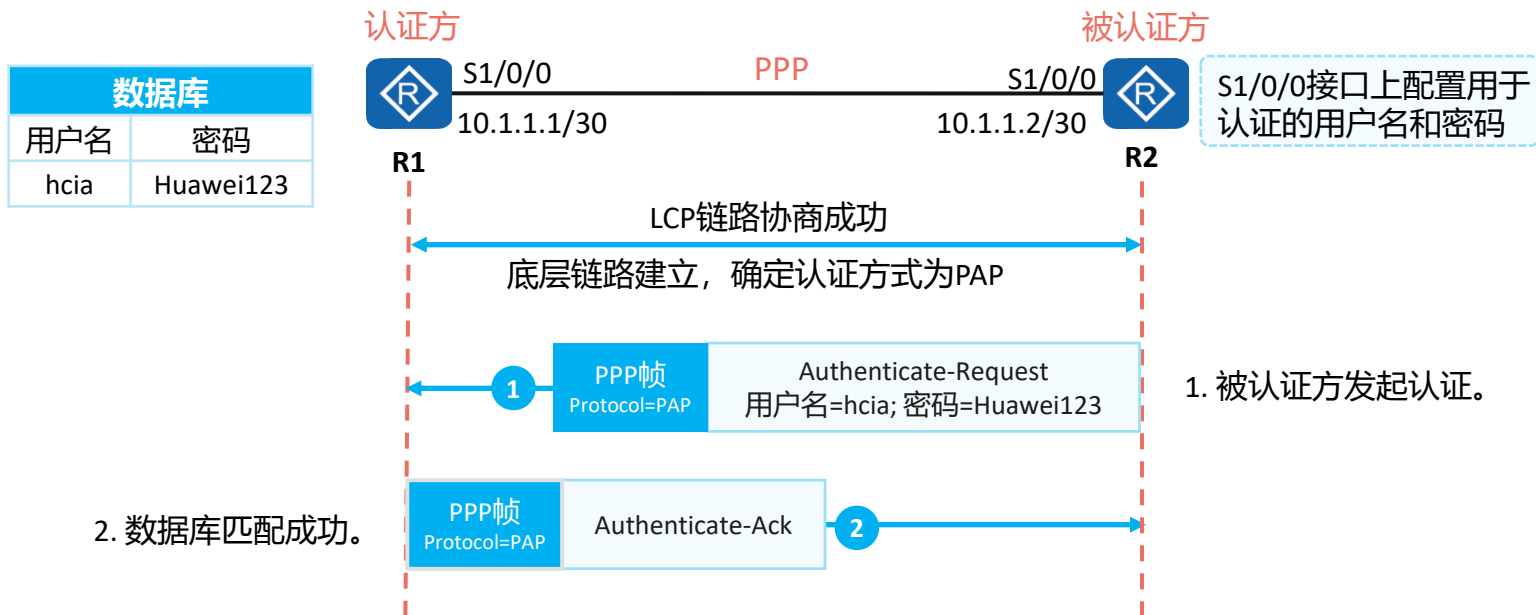 认证方
被认证方
数据库
用户名 密码
hcia Huawei123
S1/0/0
PPP
S1/0/0
10.1.1.1/30
10.1.1.2/30
R
R
R1
R2
S1/0/0接口上配置用于
认证的用户名和密码
LCP链路协商成功
底层链路建立，确定认证方式为PAP
1
PPP帧
Protocol=PAP
Authenticate-Request
用户名=hcia; 密码=Huawei123
1. 被认证方发起认证。
2. 数据库匹配成功。
PPP帧
Protocol=PAP
Authenticate-Ack
2